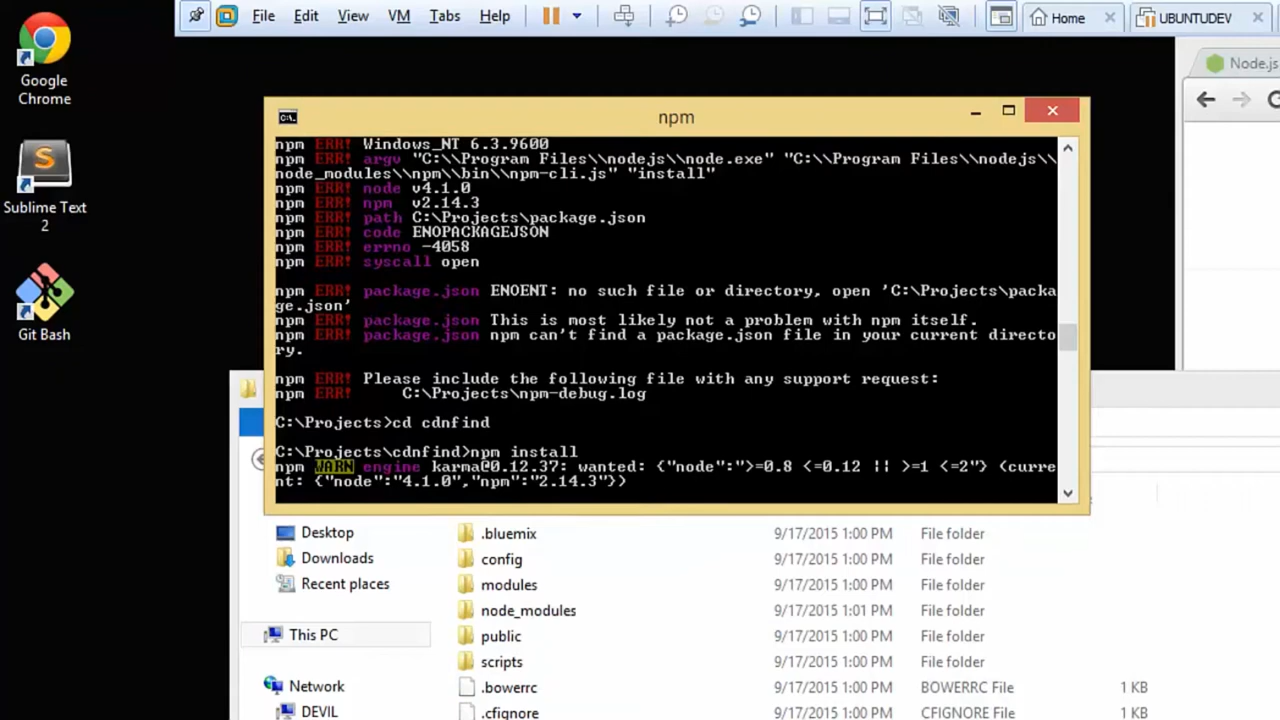 File Edit View VM Tabs Help Home UBUNTUDEV
Google
Chrome
Node.js
npm
npm ERR! Windows_NT 6.3.9600
npm ERR! argv "C:\\Program Files\\nodejs\\node.exe" "C:\\Program Files\\nodejs\\
node_modules\\npm\\bin\\npm-cli.js" "install"
npm ERR! node v4.1.0
npm ERR! npm  v2.14.3
npm ERR! path C:\Projects\package.json
npm ERR! code ENOPACKAGEJSON
npm ERR! errno -4058
npm ERR! syscall open
npm ERR! package.json ENOENT: no such file or directory, open 'C:\Projects\packa
ge.json'
npm ERR! package.json This is most likely not a problem with npm itself.
npm ERR! package.json npm can't find a package.json file in your current directo
ry.
npm ERR! Please include the following file with any support request:
npm ERR!     C:\Projects\npm-debug.log
C:\Projects>cd cdnfind
C:\Projects\cdnfind>npm install
npm WARN engine karma@0.12.37: wanted: {"node":">=0.8 <=0.12 || >=1 <=2"} (curre
nt: {"node":"4.1.0","npm":"2.14.3"})
Sublime Text
2
Git Bash
Desktop
Downloads
Recent places
This PC
Network
DEVIL
.bluemix 9/17/2015 1:00 PM File folder
config 9/17/2015 1:00 PM File folder
modules 9/17/2015 1:00 PM File folder
node_modules 9/17/2015 1:01 PM File folder
public 9/17/2015 1:00 PM File folder
scripts 9/17/2015 1:00 PM File folder
.bowerrc 9/17/2015 1:00 PM BOWERRC File 1 KB
.cfignore 9/17/2015 1:00 PM CFIGNORE File 1 KB